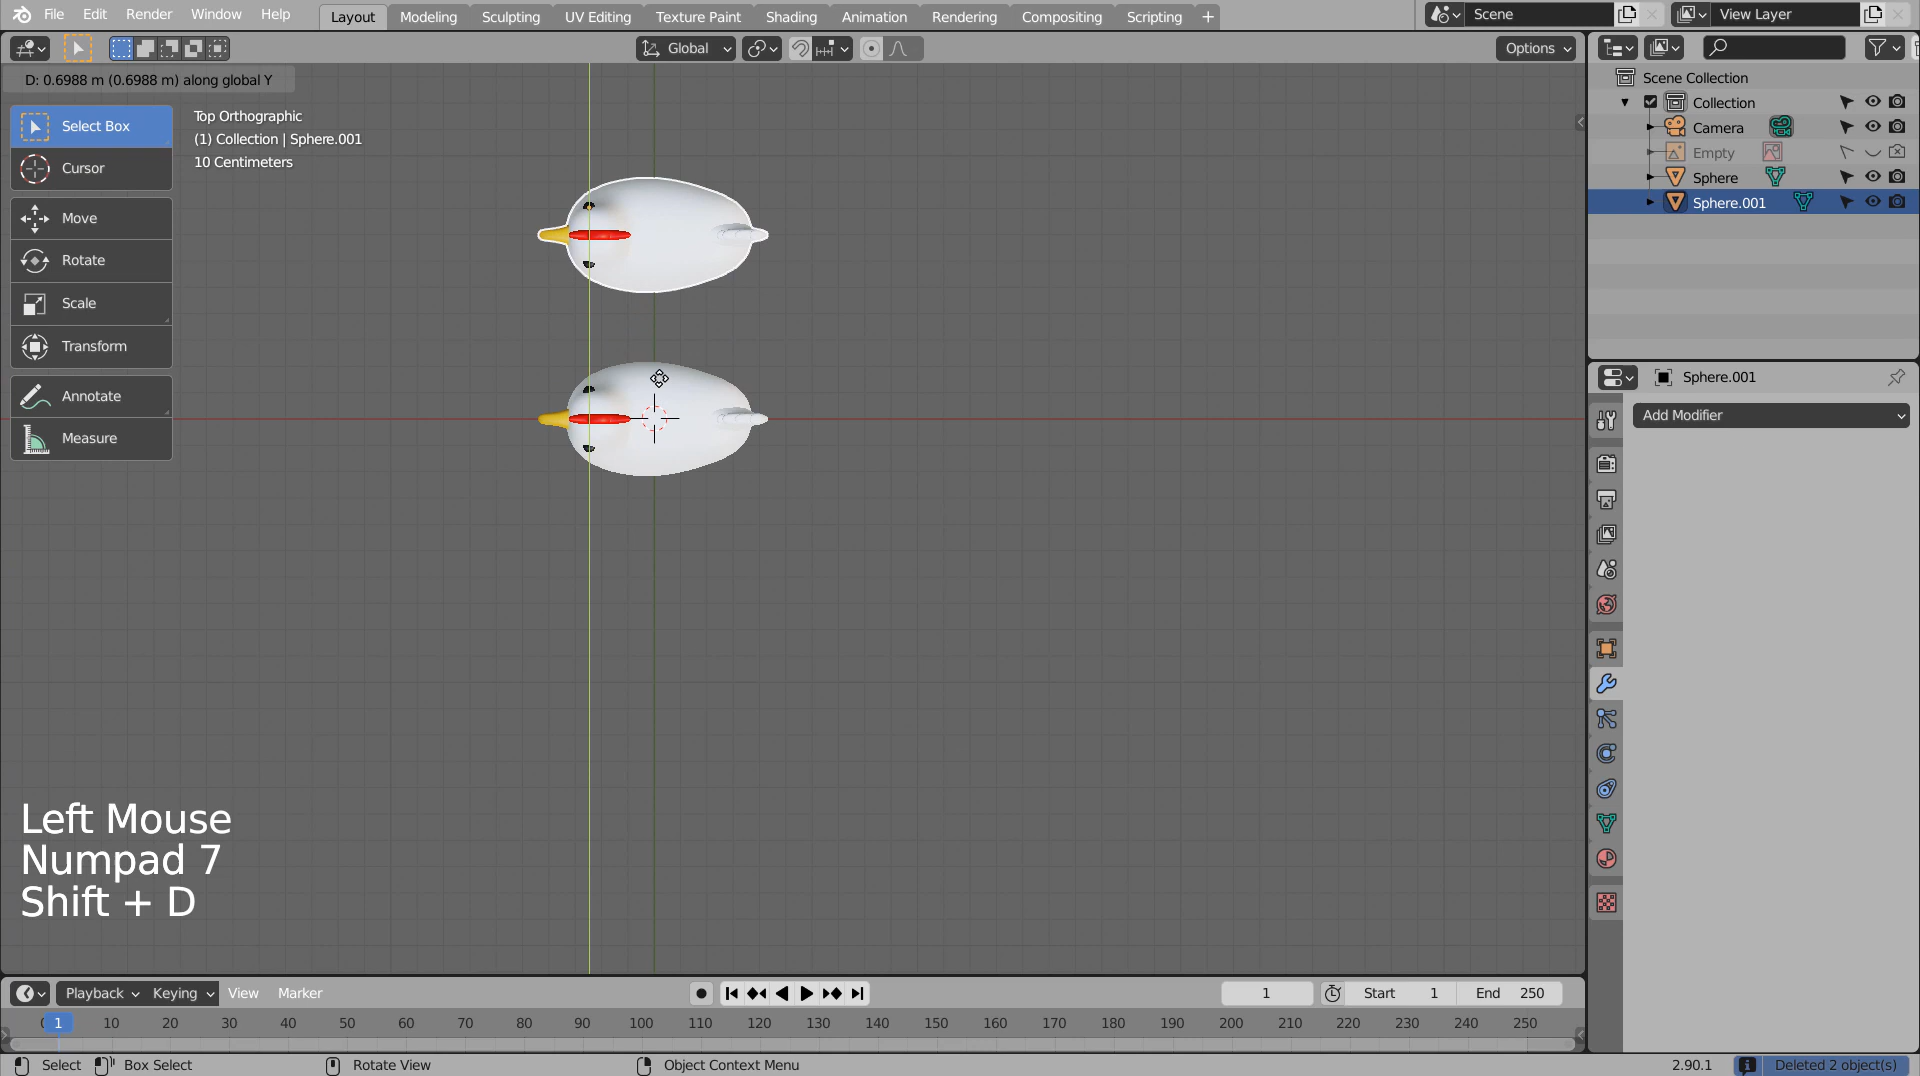 File Edit Render Window Help Layout Modeling Sculpting UV Editing Texture Paint Shading Animation Rendering Compositing Scripting + Scene View Layer
Global Options
D: 0.6988 m (0.6988 m) along global Y
Scene Collection
Collection
Camera
Empty
Sphere
Sphere.001
Select Box
Cursor
Move
Rotate
Scale
Transform
Annotate
Measure
Top Orthographic
(1) Collection | Sphere.001
10 Centimeters
Sphere.001
Add Modifier
Left Mouse
Numpad 7
Shift + D
Playback Keying View Marker 1 Start 1 End 250
1 10 20 30 40 50 60 70 80 90 100 110 120 130 140 150 160 170 180 190 200 210 220 230 240 250
Select Box Select Rotate View Object Context Menu 2.90.1 Deleted 2 object(s)